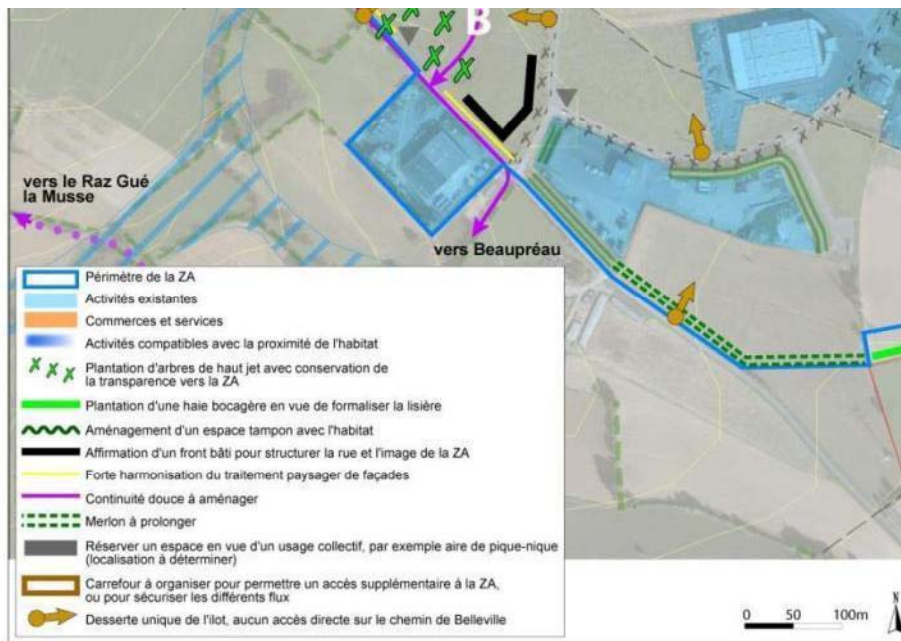 B
vers le Raz Gué
la Musse
vers Beaupréau
Périmètre de la ZA
Activités existantes
Commerces et services
Activités compatibles avec la proximité de l'habitat
Plantation d'arbres de haut jet avec conservation de
la transparence vers la ZA
Plantation d'une haie bocagère en vue de formaliser la lisière
Aménagement d'un espace tampon avec l'habitat
Affirmation d'un front bâti pour structurer la rue et l'image de la ZA
Forte harmonisation du traitement paysager de façades
Continuité douce à aménager
Merlon à prolonger
Réserver un espace en vue d'un usage collectif, par exemple aire de pique-nique
(localisation à déterminer)
Carrefour à organiser pour permettre un accès supplémentaire à la ZA,
ou pour sécuriser les différents flux
Desserte unique de l'ilot, aucun accès directe sur le chemin de Belleville
0 50 100m
N